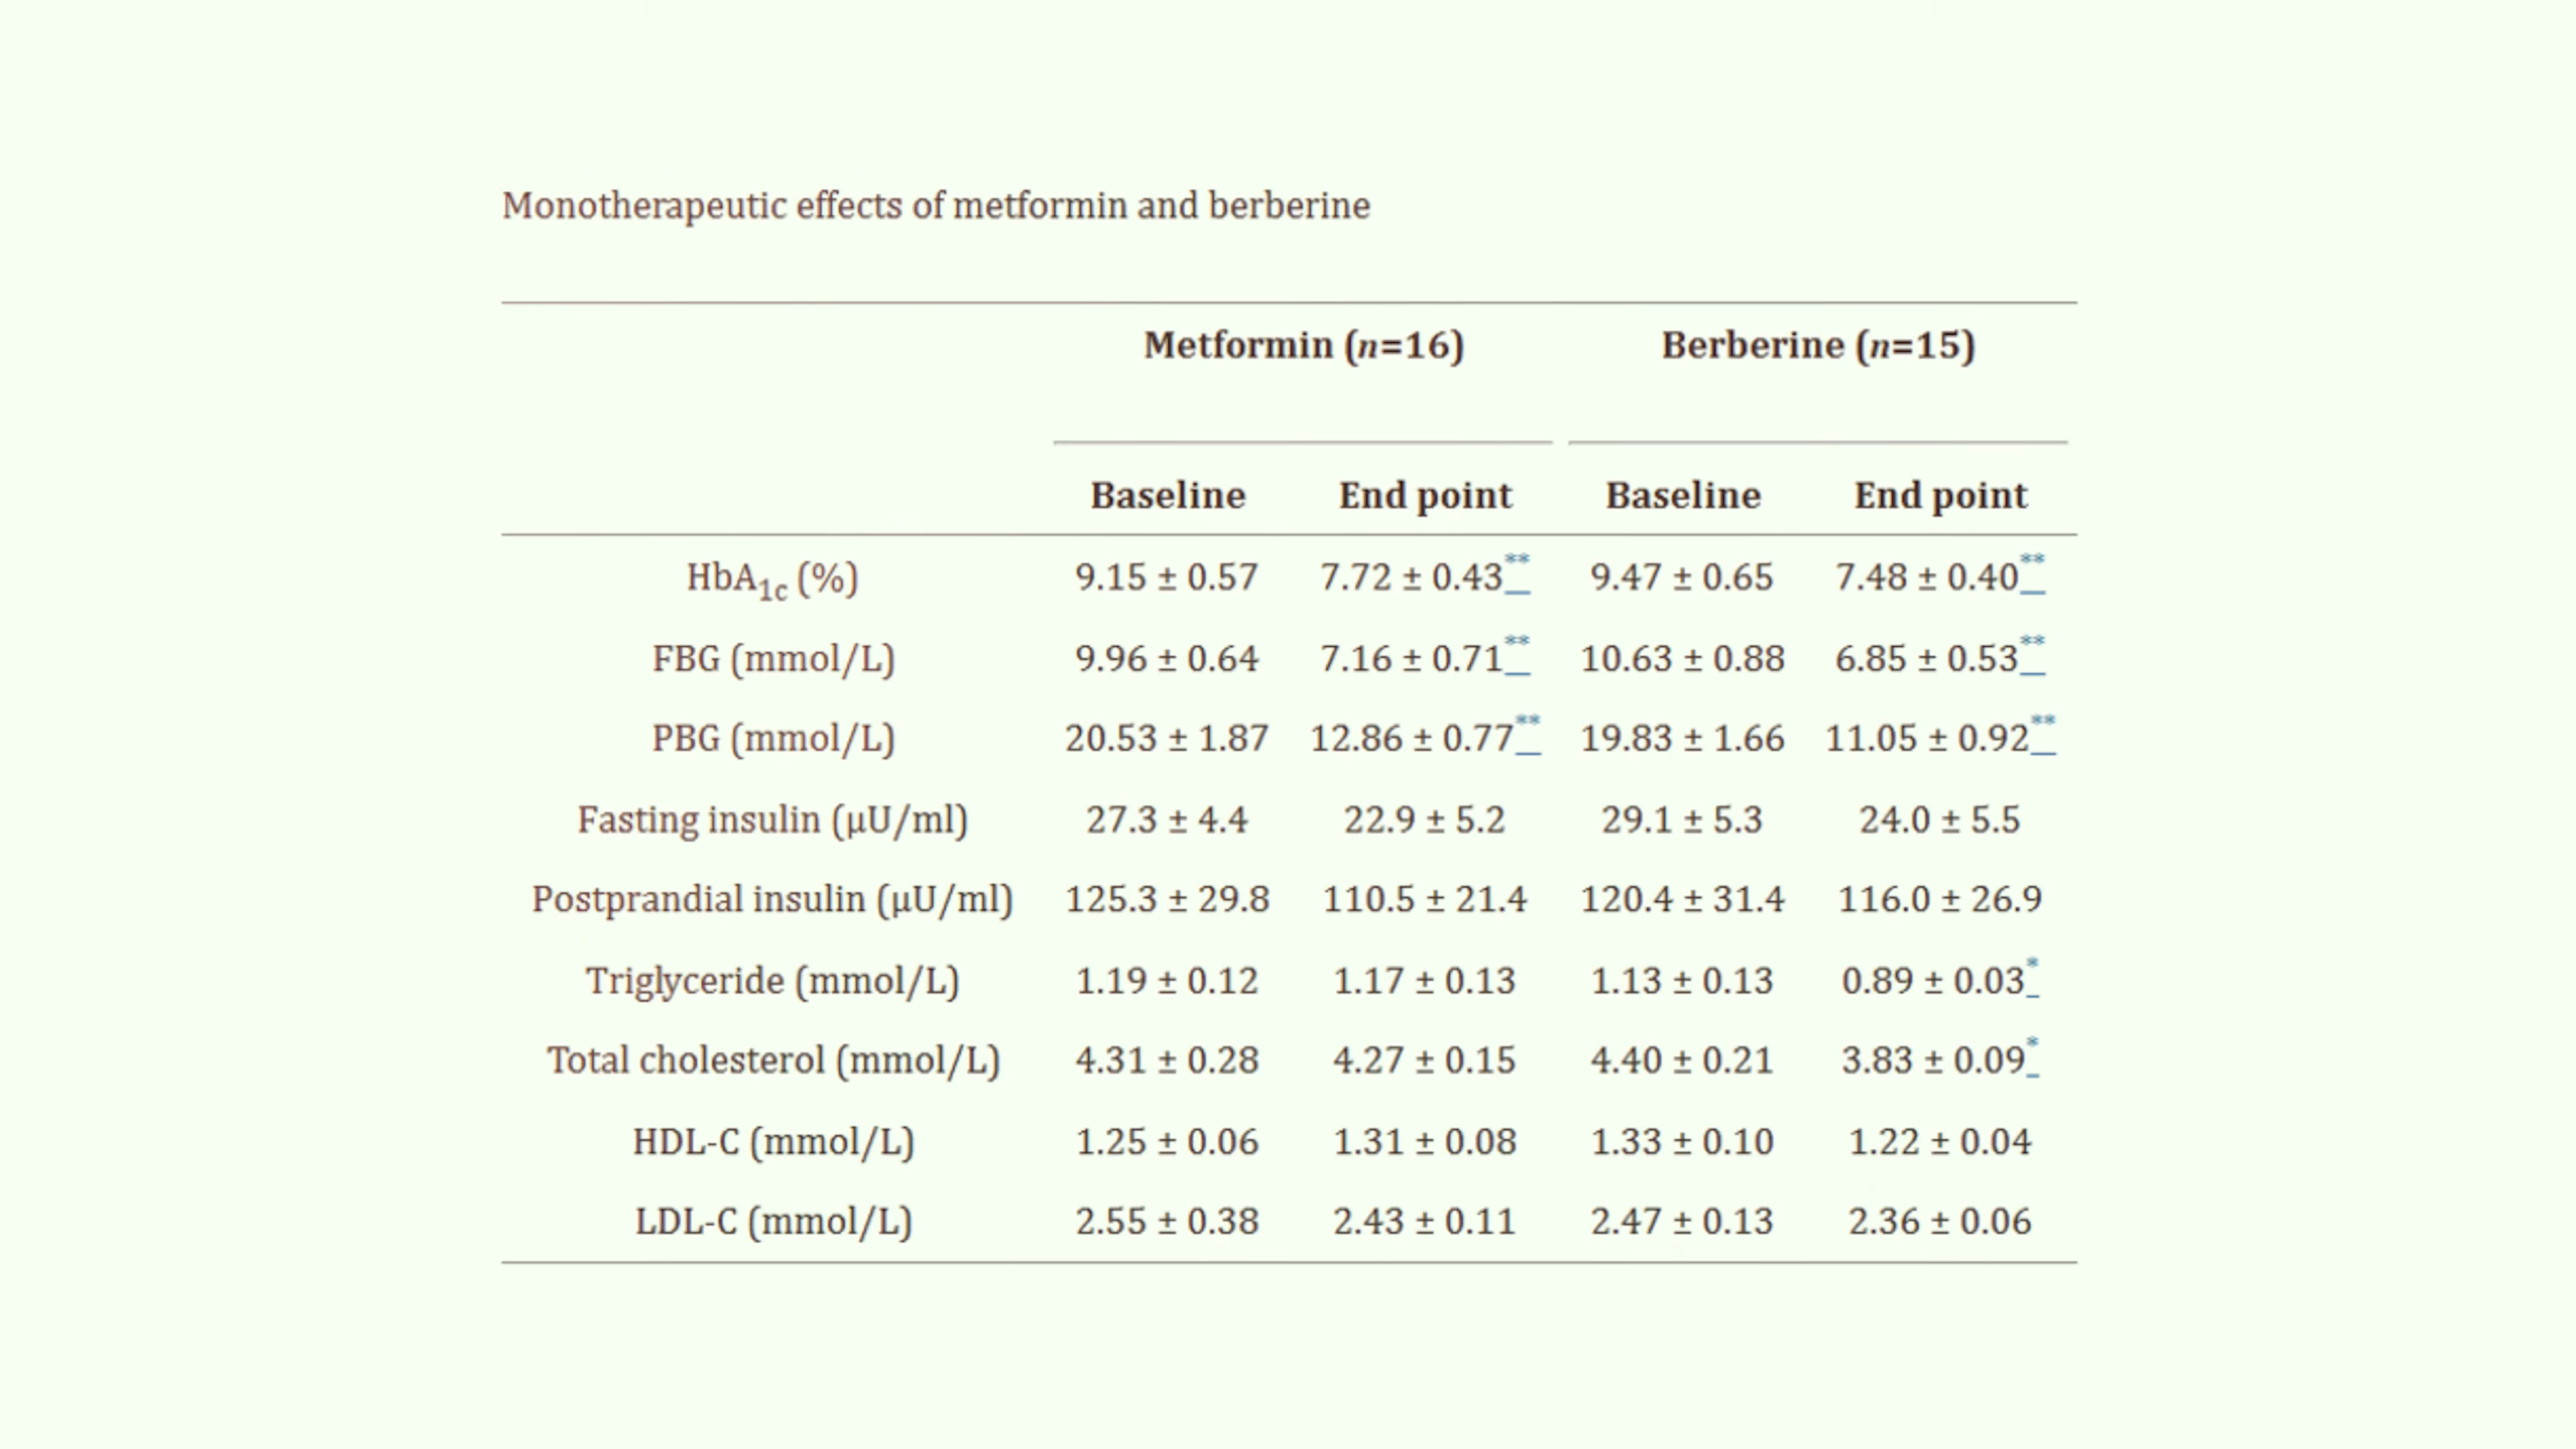 Monotherapeutic effects of metformin and berberine
Metformin (n=16) Berberine (n=15)
Baseline End point Baseline End point
HbA1c (%) 9.15 ± 0.57 7.72 ± 0.43** 9.47 ± 0.65 7.48 ± 0.40**
FBG (mmol/L) 9.96 ± 0.64 7.16 ± 0.71** 10.63 ± 0.88 6.85 ± 0.53**
PBG (mmol/L) 20.53 ± 1.87 12.86 ± 0.77** 19.83 ± 1.66 11.05 ± 0.92**
Fasting insulin (μU/ml) 27.3 ± 4.4 22.9 ± 5.2 29.1 ± 5.3 24.0 ± 5.5
Postprandial insulin (μU/ml) 125.3 ± 29.8 110.5 ± 21.4 120.4 ± 31.4 116.0 ± 26.9
Triglyceride (mmol/L) 1.19 ± 0.12 1.17 ± 0.13 1.13 ± 0.13 0.89 ± 0.03*
Total cholesterol (mmol/L) 4.31 ± 0.28 4.27 ± 0.15 4.40 ± 0.21 3.83 ± 0.09*
HDL-C (mmol/L) 1.25 ± 0.06 1.31 ± 0.08 1.33 ± 0.10 1.22 ± 0.04
LDL-C (mmol/L) 2.55 ± 0.38 2.43 ± 0.11 2.47 ± 0.13 2.36 ± 0.06